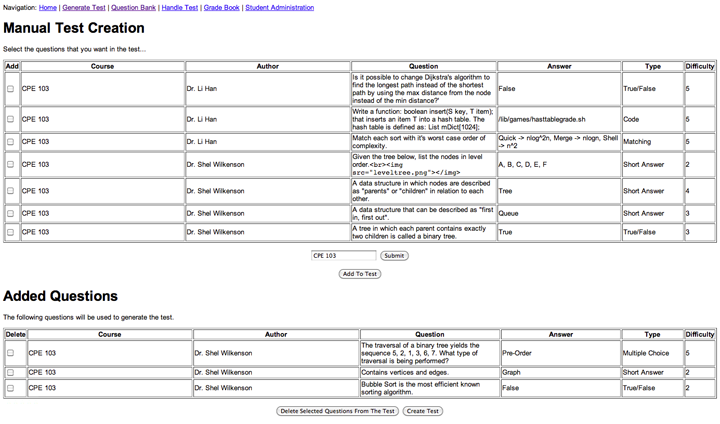 Navigation: Home | Generate Test | Question Bank | Handle Test | Grade Book | Student Administration
Manual Test Creation
Select the questions that you want in the test...
Add Course Author Question Answer Type Difficulty
CPE 103 Dr. Li Han Is it possible to change Dijkstra's algorithm to find the longest path instead of the shortest path by using the max distance from the node instead of the min distance?' False True/False 5
CPE 103 Dr. Li Han Write a function: boolean insert(S key, T item); that inserts an item T into a hash table. The hash table is defined as: List mDict[1024]; /lib/games/hasttablegrade.sh Code 5
CPE 103 Dr. Li Han Match each sort with it's worst case order of complexity. Quick -> nlog^2n, Merge -> nlogn, Shell -> n^2 Matching 5
CPE 103 Dr. Shel Wilkenson Given the tree below, list the nodes in level order.<br><img src="leveltree.png"></img> A, B, C, D, E, F Short Answer 2
CPE 103 Dr. Shel Wilkenson A data structure in which nodes are described as "parents" or "children" in relation to each other. Tree Short Answer 4
CPE 103 Dr. Shel Wilkenson A data structure that can be described as "first in, first out". Queue Short Answer 3
CPE 103 Dr. Shel Wilkenson A tree in which each parent contains exactly two children is called a binary tree. True True/False 3
CPE 103 Submit
Add To Test
Added Questions
The following questions will be used to generate the test.
Delete Course Author Question Answer Type Difficulty
CPE 103 Dr. Shel Wilkenson The traversal of a binary tree yields the sequence 5, 2, 1, 3, 6, 7. What type of traversal is being performed? Pre-Order Multiple Choice 5
CPE 103 Dr. Shel Wilkenson Contains vertices and edges. Graph Short Answer 2
CPE 103 Dr. Shel Wilkenson Bubble Sort is the most efficient known sorting algorithm. False True/False 2
Delete Selected Questions From The Test Create Test